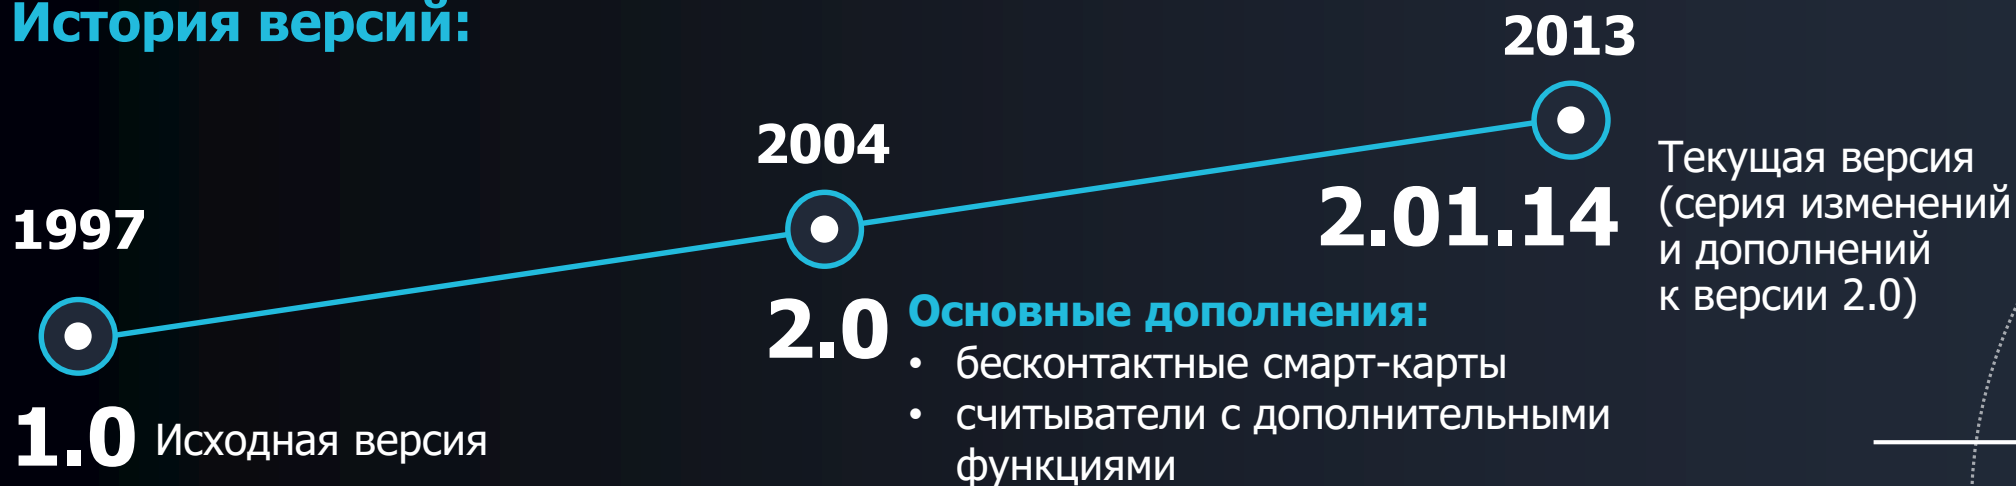 История версий:
1997
1.0 Исходная версия
2004
2.0
Основные дополнения:
• бесконтактные смарт-карты
• считыватели с дополнительными
функциями
2013
2.01.14
Текущая версия
(серия изменений
и дополнений
к версии 2.0)